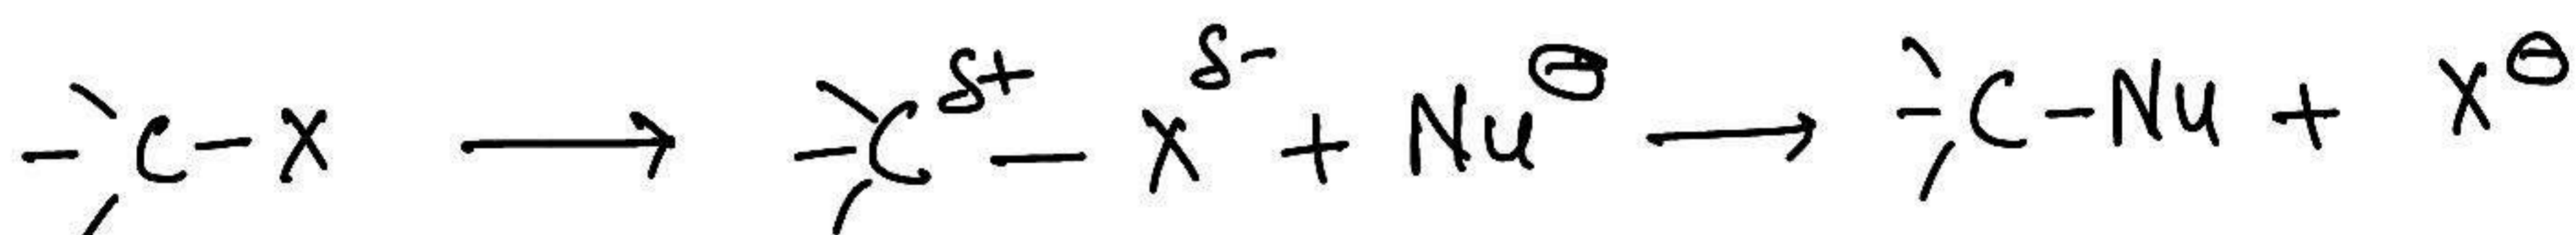 -C-X ⟶ -C^δ+ - X^δ- + Nu^⊖ ⟶ -C-Nu + X^⊖